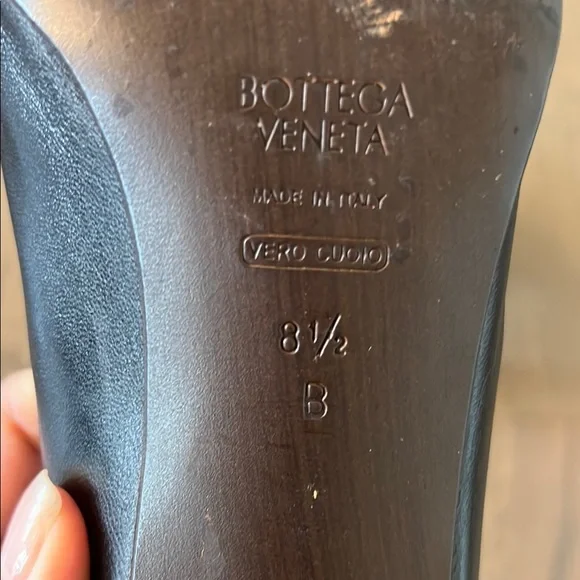 BOTTEGA
VENETA
MADE IN ITALY
VERO CUOIO
8 1/2
B